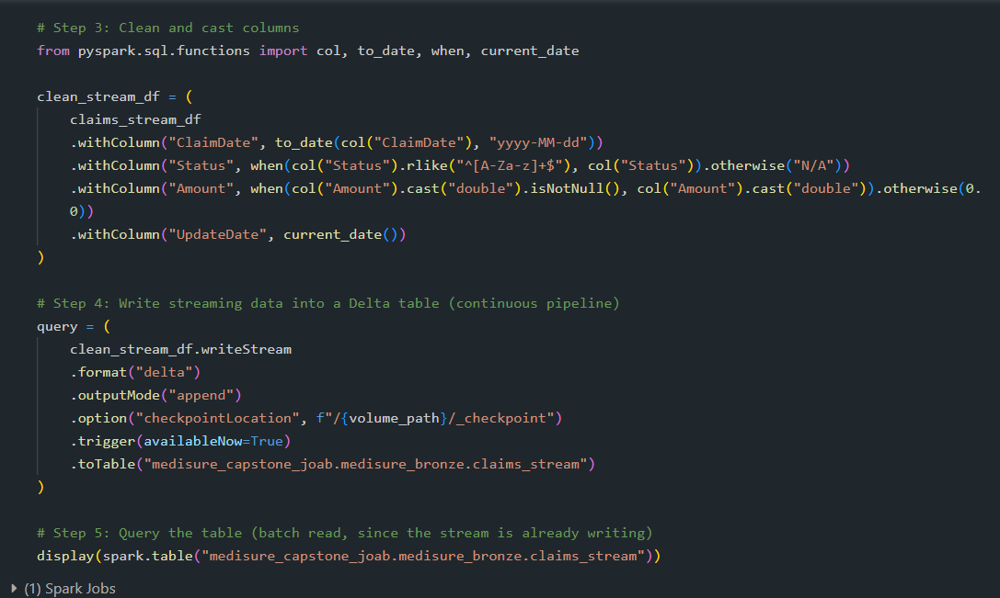 # Step 3: Clean and cast columns
from pyspark.sql.functions import col, to_date, when, current_date
clean_stream_df = (
    claims_stream_df
    .withColumn("ClaimDate", to_date(col("ClaimDate"), "yyyy-MM-dd"))
    .withColumn("Status", when(col("Status").rlike("^[A-Za-z]+$"), col("Status")).otherwise("N/A"))
    .withColumn("Amount", when(col("Amount").cast("double").isNotNull(), col("Amount").cast("double")).otherwise(0.
    0))
    .withColumn("UpdateDate", current_date())
)
# Step 4: Write streaming data into a Delta table (continuous pipeline)
query = (
    clean_stream_df.writeStream
    .format("delta")
    .outputMode("append")
    .option("checkpointLocation", f"/{volume_path}/_checkpoint")
    .trigger(availableNow=True)
    .toTable("medisure_capstone_joab.medisure_bronze.claims_stream")
)
# Step 5: Query the table (batch read, since the stream is already writing)
display(spark.table("medisure_capstone_joab.medisure_bronze.claims_stream"))
(1) Spark Jobs